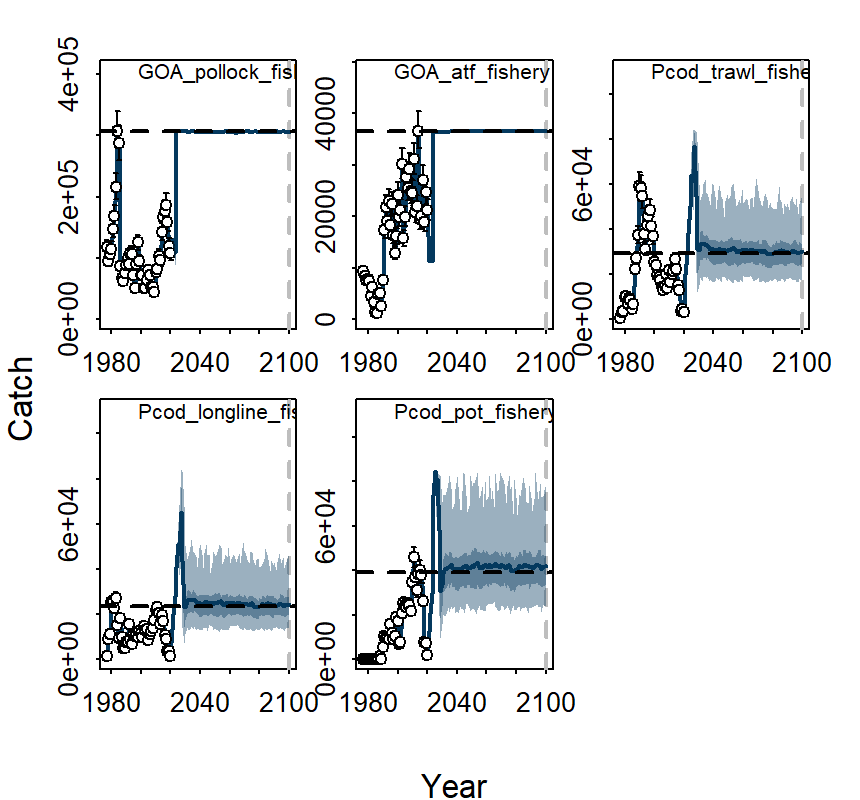 GOA_pollock_fis
GOA_atf_fishery
Pcod_trawl_fishe
0e+00 2e+05 4e+05
0 20000 40000
0e+00 6e+04
1980 2040 2100
1980 2040 2100
1980 2040 2100
Catch
Pcod_longline_fis
Pcod_pot_fishery
0e+00 6e+04
0e+00 6e+04
1980 2040 2100
1980 2040 2100
Year